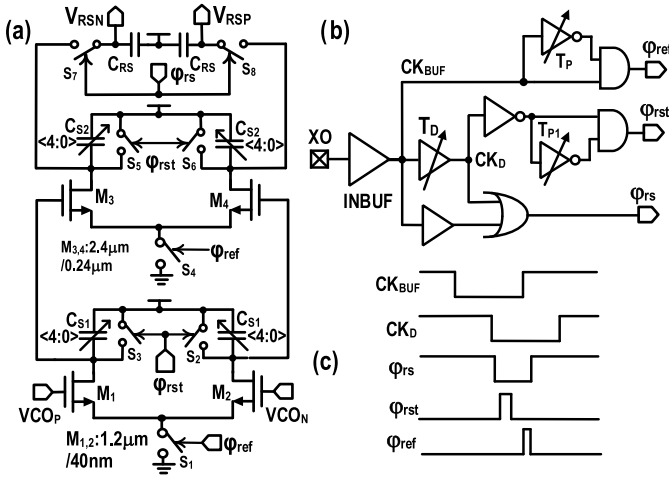 (a)
V_RSN
V_RSP
C_RS
C_RS
S_7
φ_rs
S_8
C_S2
<4:0>
S_5
φ_rst
S_6
C_S2
<4:0>
M_3
M_4
M_3,4:2.4μm
/0.24μm
S_4
φ_ref
C_S1
<4:0>
S_3
S_2
C_S1
<4:0>
φ_rst
M_1
M_2
VCO_P
VCO_N
M_1,2:1.2μm
/40nm
S_1
φ_ref
(b)
T_P
φ_ref
CK_BUF
XO
INBUF
T_D
CK_D
T_P1
φ_rst
φ_rs
(c)
CK_BUF
CK_D
φ_rs
φ_rst
φ_ref